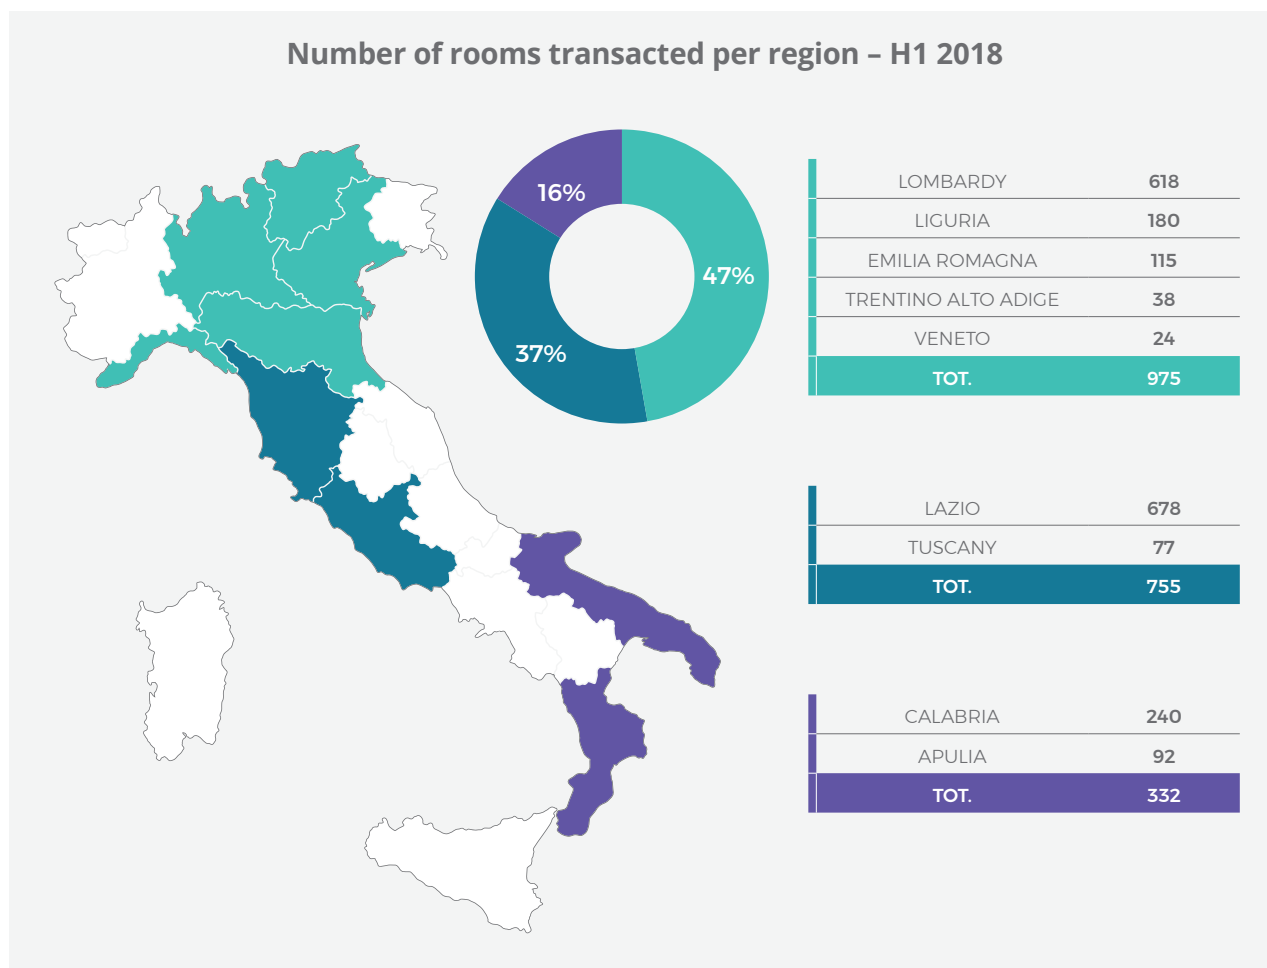 Number of rooms transacted per region – H1 2018
16%
47%
37%
LOMBARDY 618
LIGURIA 180
EMILIA ROMAGNA 115
TRENTINO ALTO ADIGE 38
VENETO 24
TOT. 975
LAZIO 678
TUSCANY 77
TOT. 755
CALABRIA 240
APULIA 92
TOT. 332